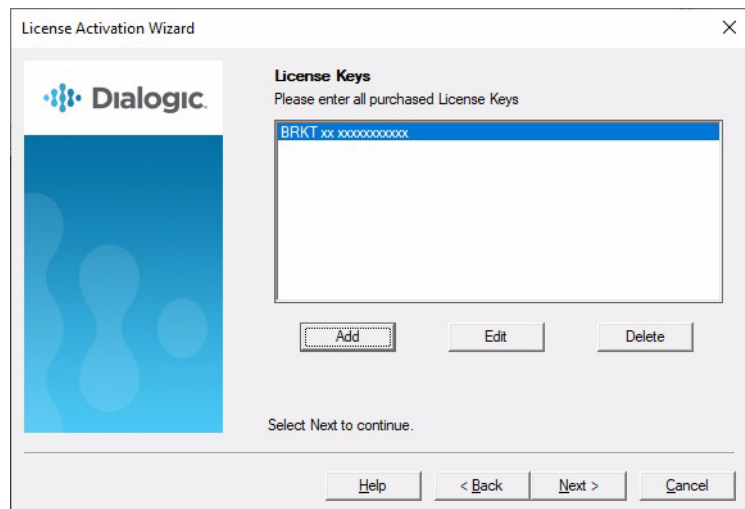 License Activation Wizard
Dialogic.
License Keys
Please enter all purchased License Keys
BRKT xx xxxxxxxxxxx
Add Edit Delete
Select Next to continue.
Help < Back Next > Cancel